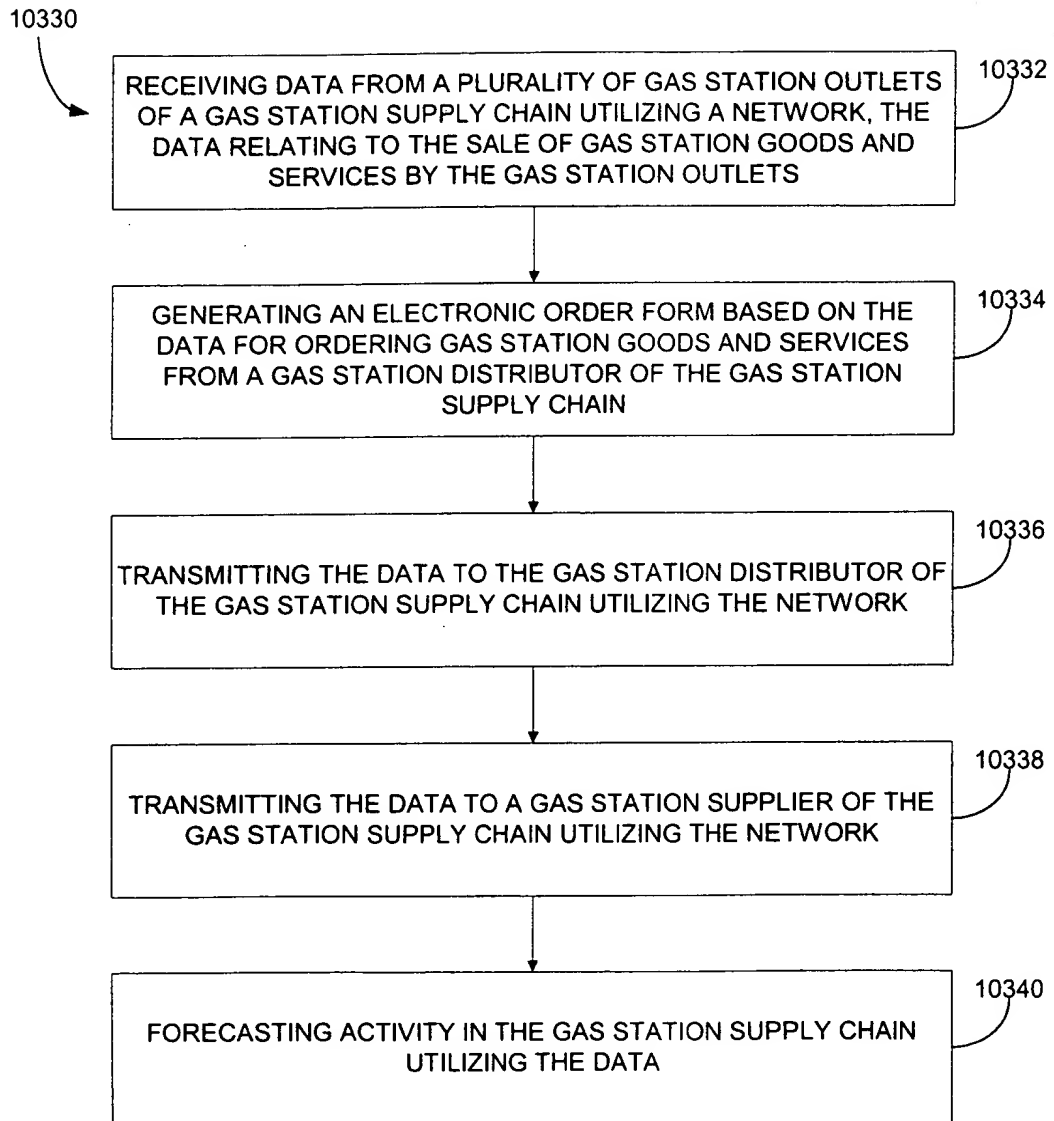 10330
RECEIVING DATA FROM A PLURALITY OF GAS STATION OUTLETS
OF A GAS STATION SUPPLY CHAIN UTILIZING A NETWORK, THE
DATA RELATING TO THE SALE OF GAS STATION GOODS AND
SERVICES BY THE GAS STATION OUTLETS
10332
GENERATING AN ELECTRONIC ORDER FORM BASED ON THE
DATA FOR ORDERING GAS STATION GOODS AND SERVICES
FROM A GAS STATION DISTRIBUTOR OF THE GAS STATION
SUPPLY CHAIN
10334
TRANSMITTING THE DATA TO THE GAS STATION DISTRIBUTOR OF
THE GAS STATION SUPPLY CHAIN UTILIZING THE NETWORK
10336
TRANSMITTING THE DATA TO A GAS STATION SUPPLIER OF THE
GAS STATION SUPPLY CHAIN UTILIZING THE NETWORK
10338
FORECASTING ACTIVITY IN THE GAS STATION SUPPLY CHAIN
UTILIZING THE DATA
10340